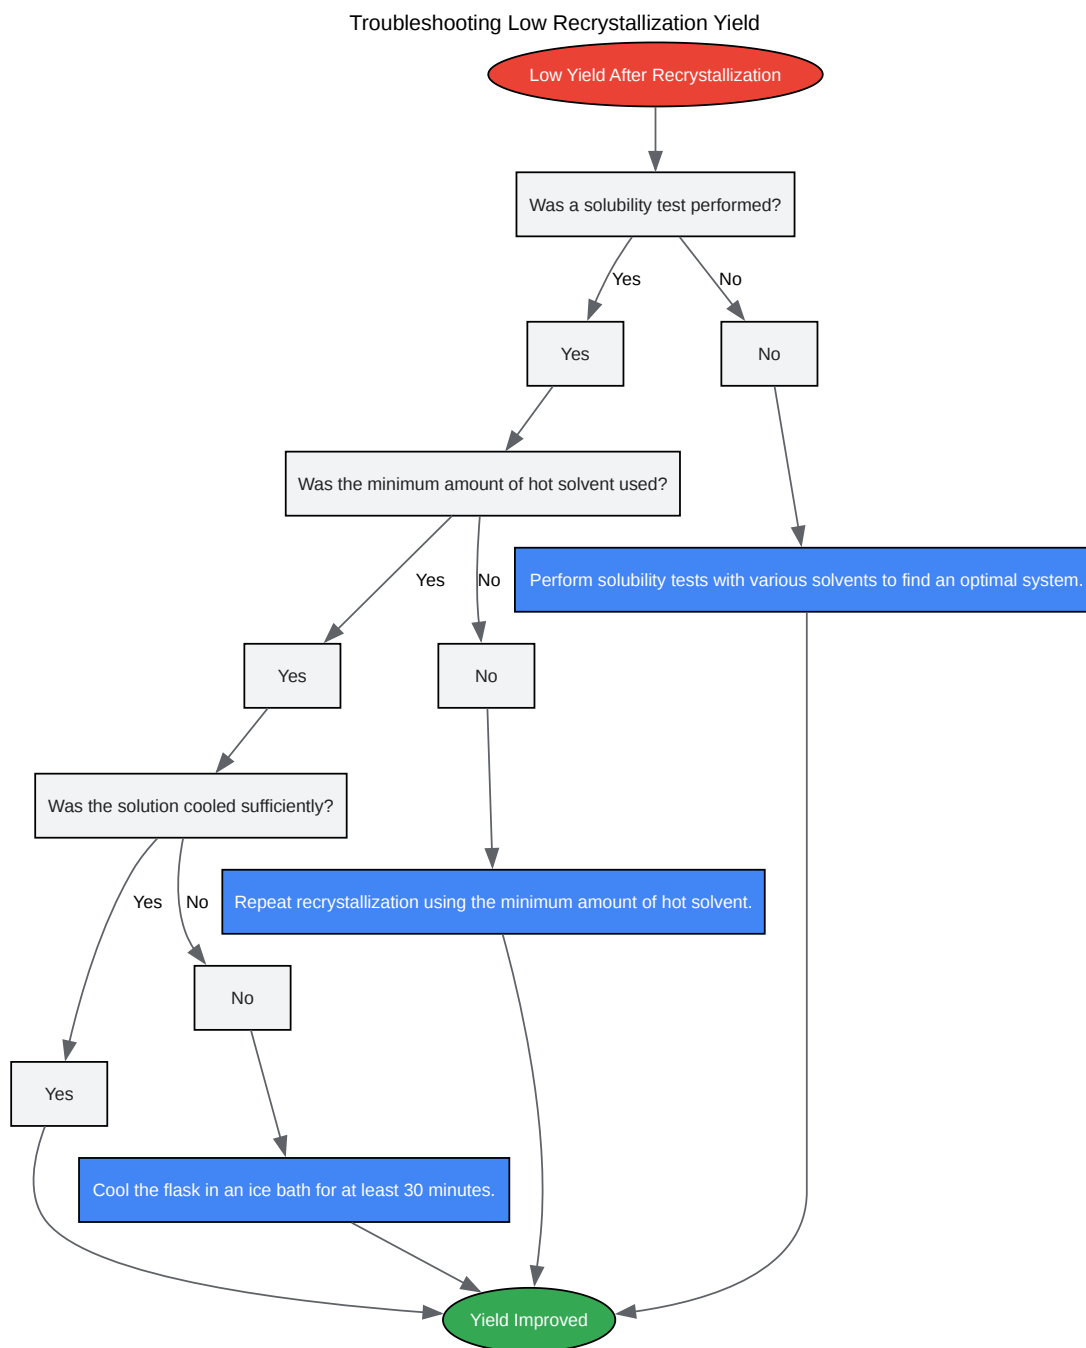 Troubleshooting Low Recrystallization Yield
Low Yield After Recrystallization
Was a solubility test performed?
Yes
No
Yes
No
Was the minimum amount of hot solvent used?
Yes
No
Perform solubility tests with various solvents to find an optimal system.
Yes
No
Was the solution cooled sufficiently?
Yes
No
Repeat recrystallization using the minimum amount of hot solvent.
No
Yes
Cool the flask in an ice bath for at least 30 minutes.
Yield Improved